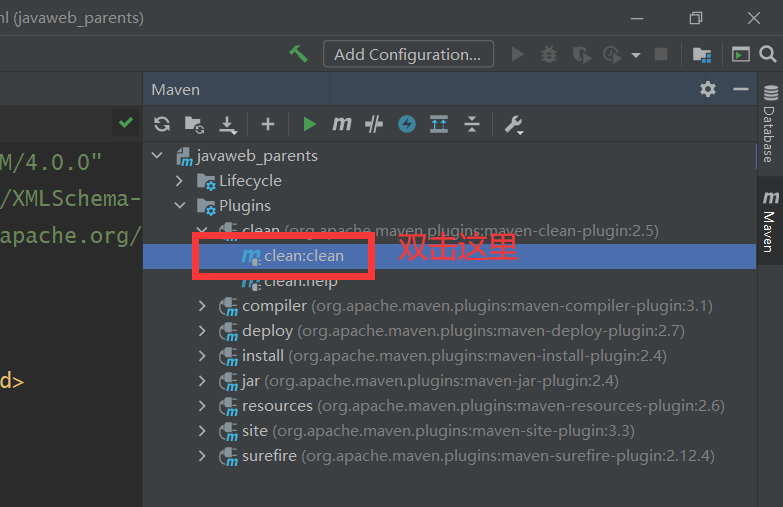 ml (javaweb_parents)
Add Configuration...
Maven
M/4.0.0"
/XMLSchema-
apache.org/
d>
javaweb_parents
Lifecycle
Plugins
clean (org.apache.maven.plugins:maven-clean-plugin:2.5)
clean:clean
双击这里
clean:help
compiler (org.apache.maven.plugins:maven-compiler-plugin:3.1)
deploy (org.apache.maven.plugins:maven-deploy-plugin:2.7)
install (org.apache.maven.plugins:maven-install-plugin:2.4)
jar (org.apache.maven.plugins:maven-jar-plugin:2.4)
resources (org.apache.maven.plugins:maven-resources-plugin:2.6)
site (org.apache.maven.plugins:maven-site-plugin:3.3)
surefire (org.apache.maven.plugins:maven-surefire-plugin:2.12.4)
Database
Maven